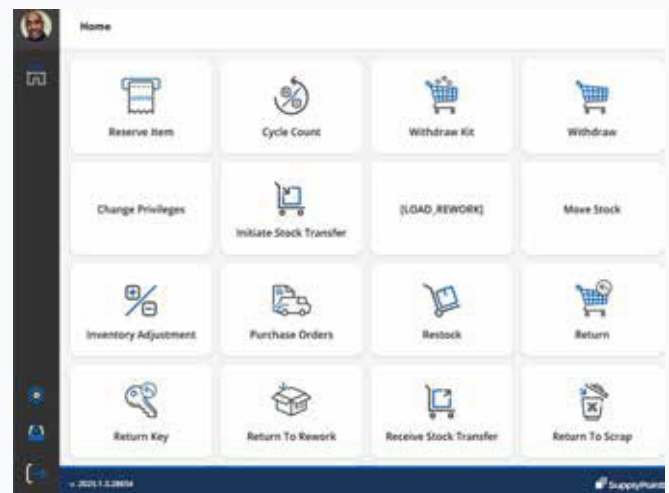 Home
Reserve Item
Cycle Count
Withdraw Kit
Withdraw
Change Privileges
Initiate Stock Transfer
[LOAD_REWORK]
Move Stock
Inventory Adjustment
Purchase Orders
Restock
Return
Return Key
Return To Rework
Receive Stock Transfer
Return To Scrap
SupplyPoint